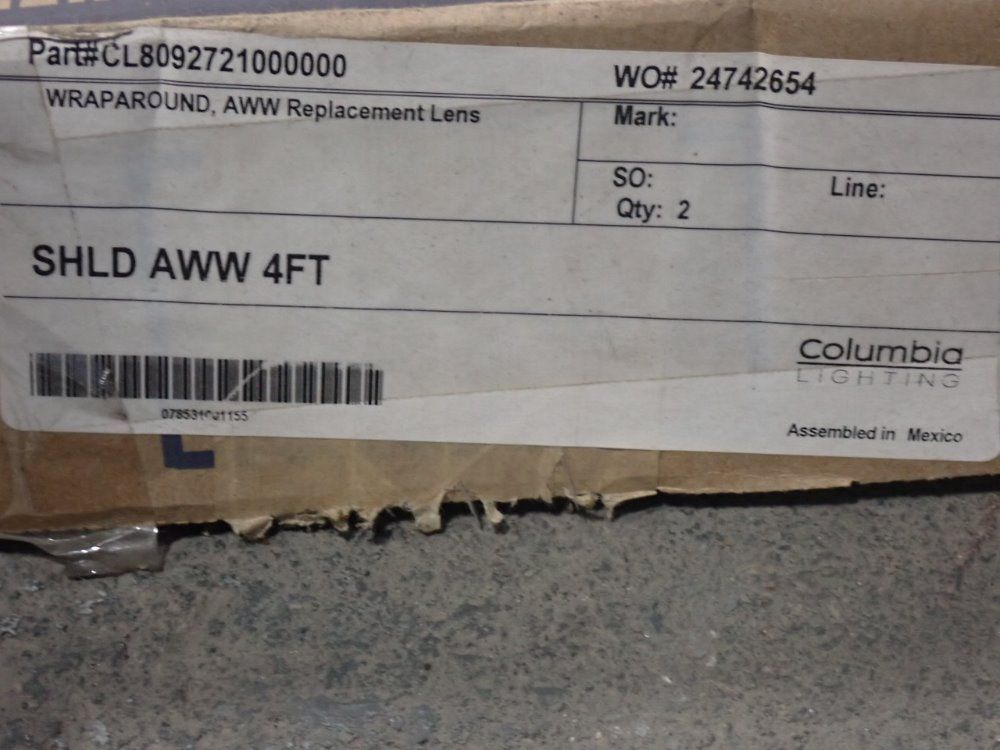 Part#CL8092721000000
WO# 24742654
WRAPAROUND, AWW Replacement Lens
Mark:
SO:
Line:
Qty: 2
SHLD AWW 4FT
Columbia
LIGHTING
Assembled in Mexico